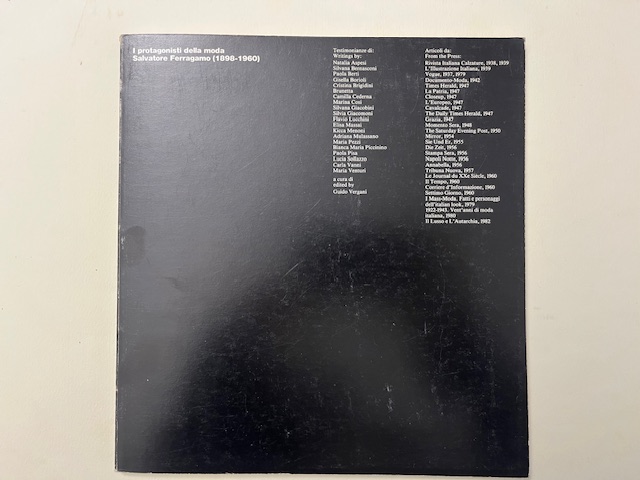 I protagonisti della moda
Salvatore Ferragamo (1898-1960)
Testimonianze di:
Writings by:
Natalia Aspesi
Silvana Bernasconi
Paola Berti
Gisella Borioli
Cristina Brigidini
Brunetta
Camilla Cederna
Marina Cosi
Silvana Giacobini
Silvia Giacomoni
Flavio Lucchini
Elisa Massai
Kicca Menoni
Adriana Mulassano
Maria Pezzi
Bianca Maria Piccinino
Paola Pisa
Lucia Sollazzo
Carla Vanni
Maria Venturi
a cura di
edited by
Guido Vergani
Articoli da:
From the Press:
Rivista Italiana Calzature, 1938, 1939
L'Illustrazione Italiana, 1939
Vogue, 1937, 1979
Documento-Moda, 1942
Times Herald, 1947
La Patria, 1947
Closeup, 1947
L'Europeo, 1947
Cavalcade, 1947
The Daily Times Herald, 1947
Grazia, 1947
Momento Sera, 1948
The Saturday Evening Post, 1950
Mirror, 1954
Sie Und Er, 1955
Die Zeit, 1956
Stampa Sera, 1956
Napoli Notte, 1956
Annabella, 1956
Tribuna Nuova, 1957
Le Journal du XXe Siècle, 1960
Il Tempo, 1960
Corriere d'Informazione, 1960
Settimo Giorno, 1960
I Mass-Moda. Fatti e personaggi
dell'italian look, 1979
1922-1943. Vent'anni di moda
italiana, 1980
Il Lusso e L'Autarchia, 1982